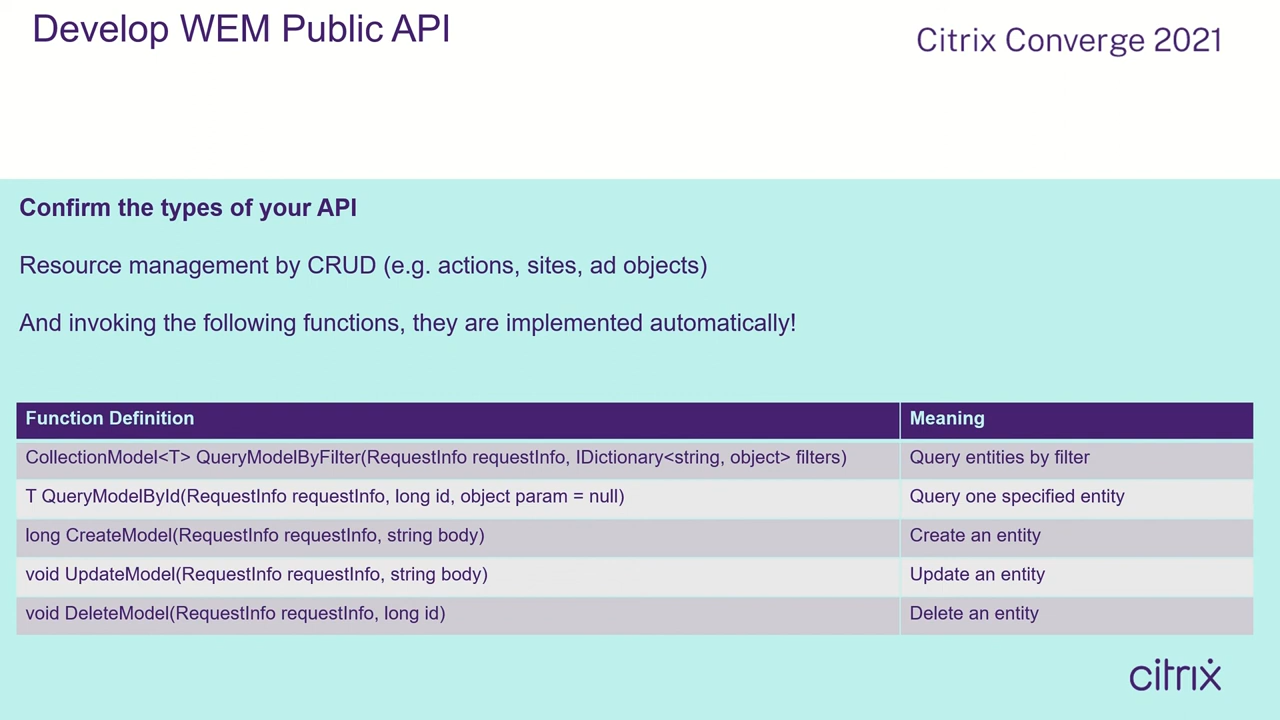 Develop WEM Public API
Citrix Converge 2021
Confirm the types of your API
Resource management by CRUD (e.g. actions, sites, ad objects)
And invoking the following functions, they are implemented automatically!
Function Definition Meaning
CollectionModel<T> QueryModelByFilter(RequestInfo requestInfo, IDictionary<string, object> filters) Query entities by filter
T QueryModelById(RequestInfo requestInfo, long id, object param = null) Query one specified entity
long CreateModel(RequestInfo requestInfo, string body) Create an entity
void UpdateModel(RequestInfo requestInfo, string body) Update an entity
void DeleteModel(RequestInfo requestInfo, long id) Delete an entity
citrix